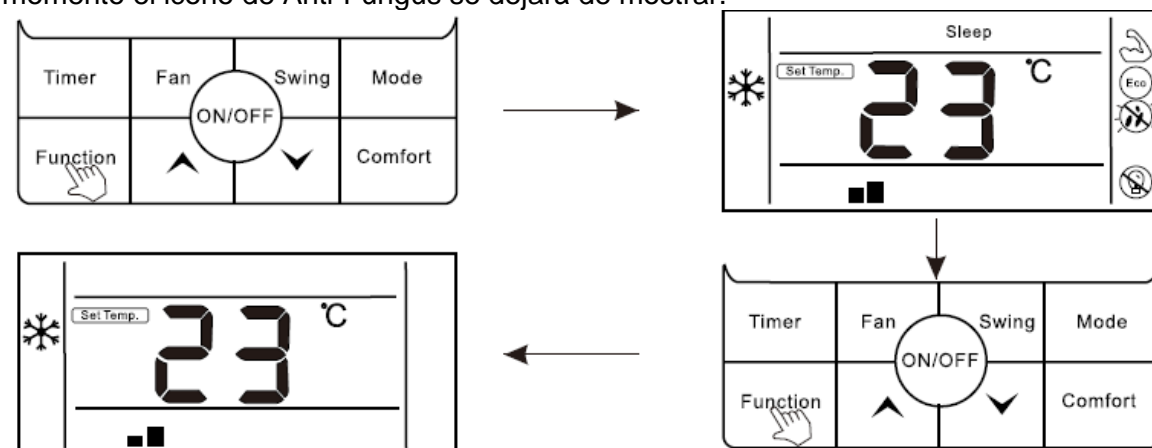 momento el icono de Anti-Fungus se dejará de mostrar.
Timer Fan Swing Mode
ON/OFF
Function Comfort
Sleep
Set Temp. 23 °C
Eco
Set Temp. 23 °C
Timer Fan Swing Mode
ON/OFF
Function Comfort